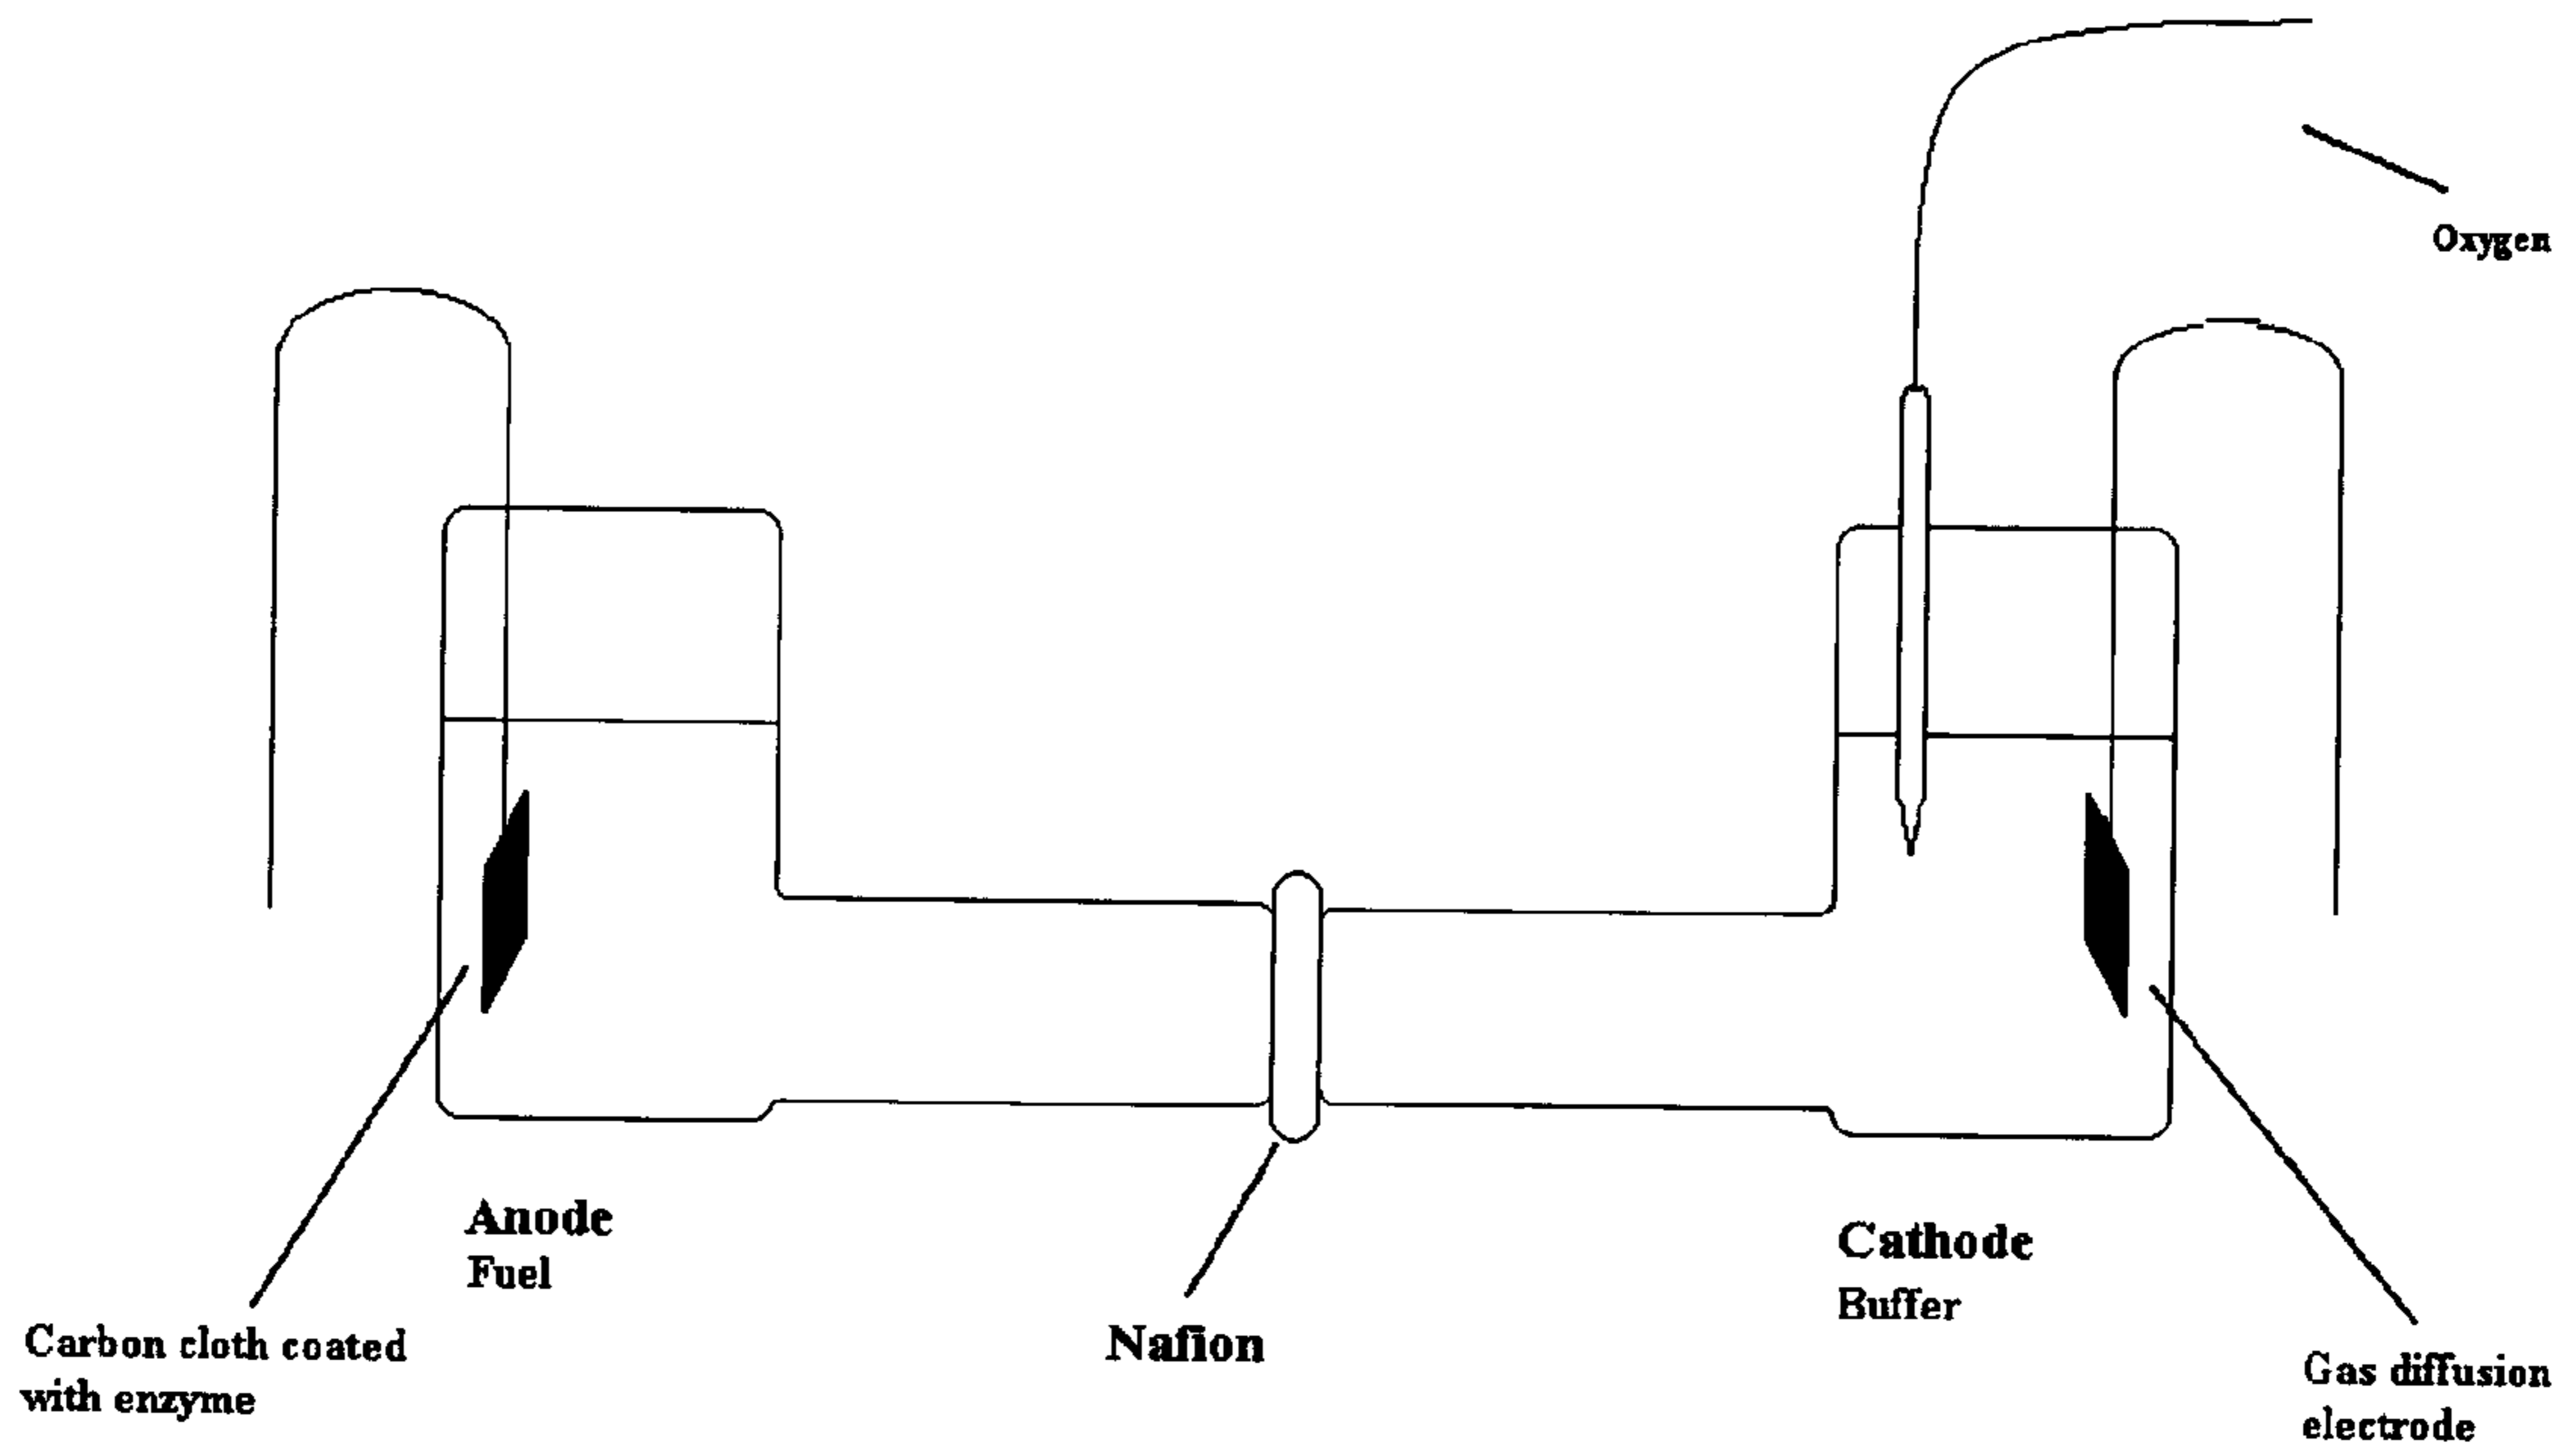 Oxygen
Anode
Fuel
Carbon cloth coated
with enzyme
Nafion
Cathode
Buffer
Gas diffusion
electrode